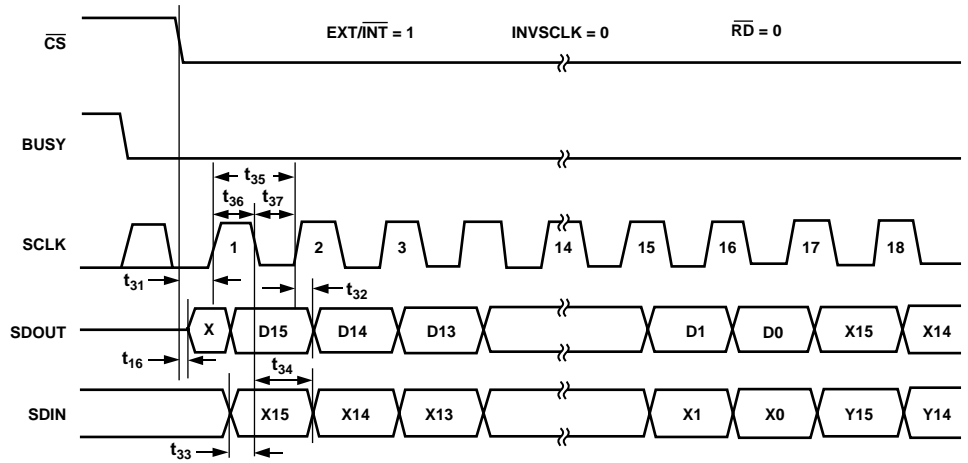 EXT/INT = 1 INVSCLK = 0 RD = 0
CS
BUSY
t35
t36 t37
SCLK 1 2 3 14 15 16 17 18
t31 t32
SDOUT X D15 D14 D13 D1 D0 X15 X14
t16 t34
SDIN X15 X14 X13 X1 X0 Y15 Y14
t33